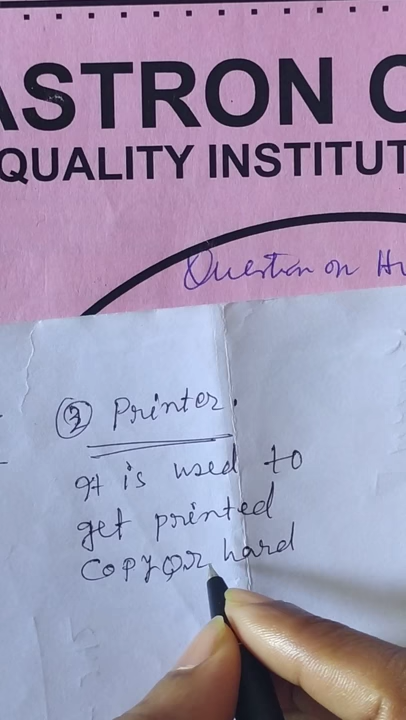 ASTRON C
QUALITY INSTITUT
Question on H
② Printer.
It is used to
get printed
copy or hard